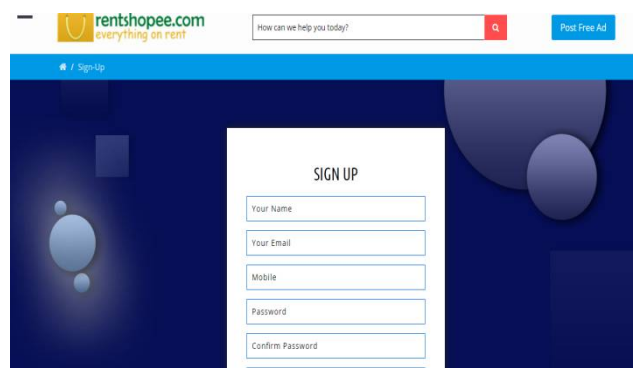 rentshopee.com
everything on rent
How can we help you today?
Post Free Ad
/ Sign-Up
SIGN UP
Your Name
Your Email
Mobile
Password
Confirm Password